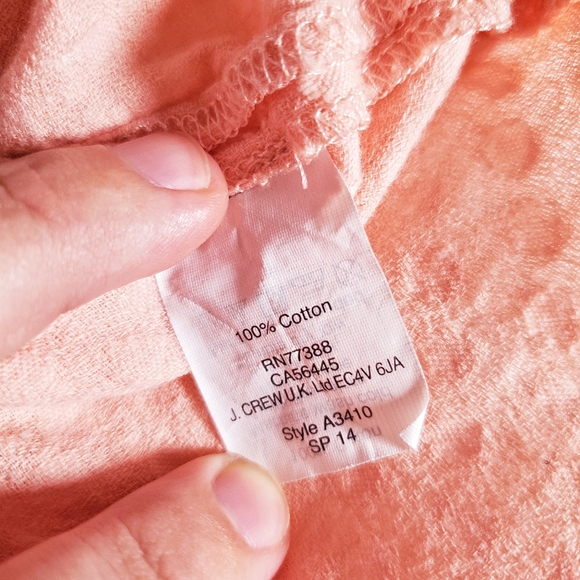 100% Cotton
RN77388
CA56445
J. CREW U.K. Ltd EC4V 6JA
Style A3410
SP 14